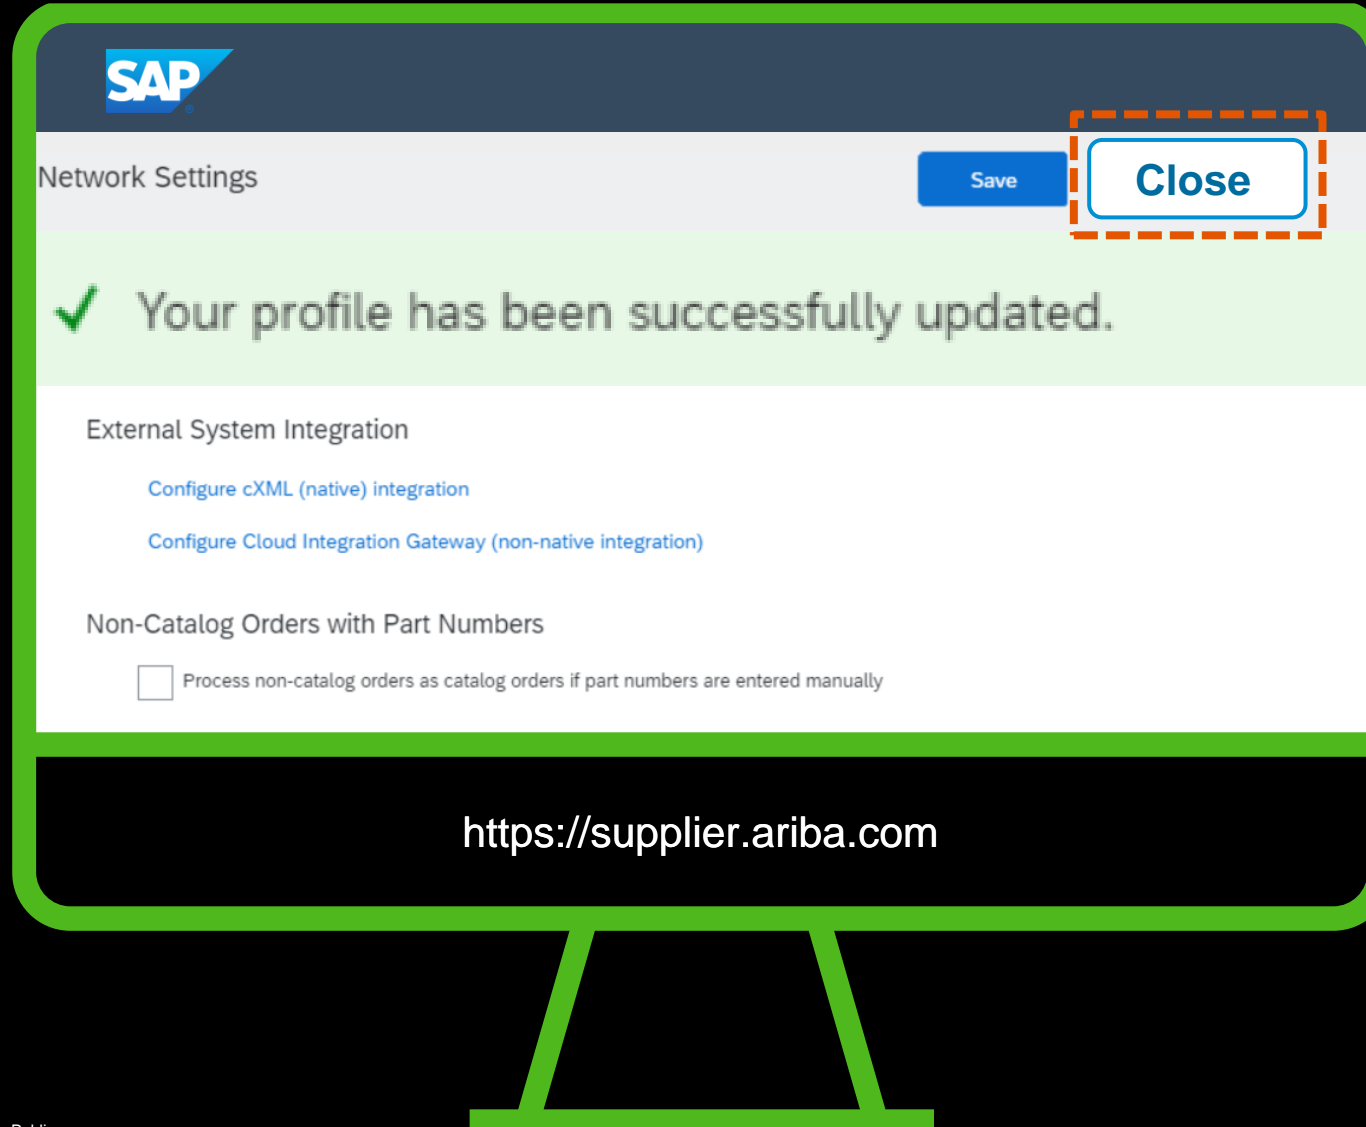 SAP
Network Settings
Save
Close
Your profile has been successfully updated.
External System Integration
Configure cXML (native) integration
Configure Cloud Integration Gateway (non-native integration)
Non-Catalog Orders with Part Numbers
Process non-catalog orders as catalog orders if part numbers are entered manually
https://supplier.ariba.com